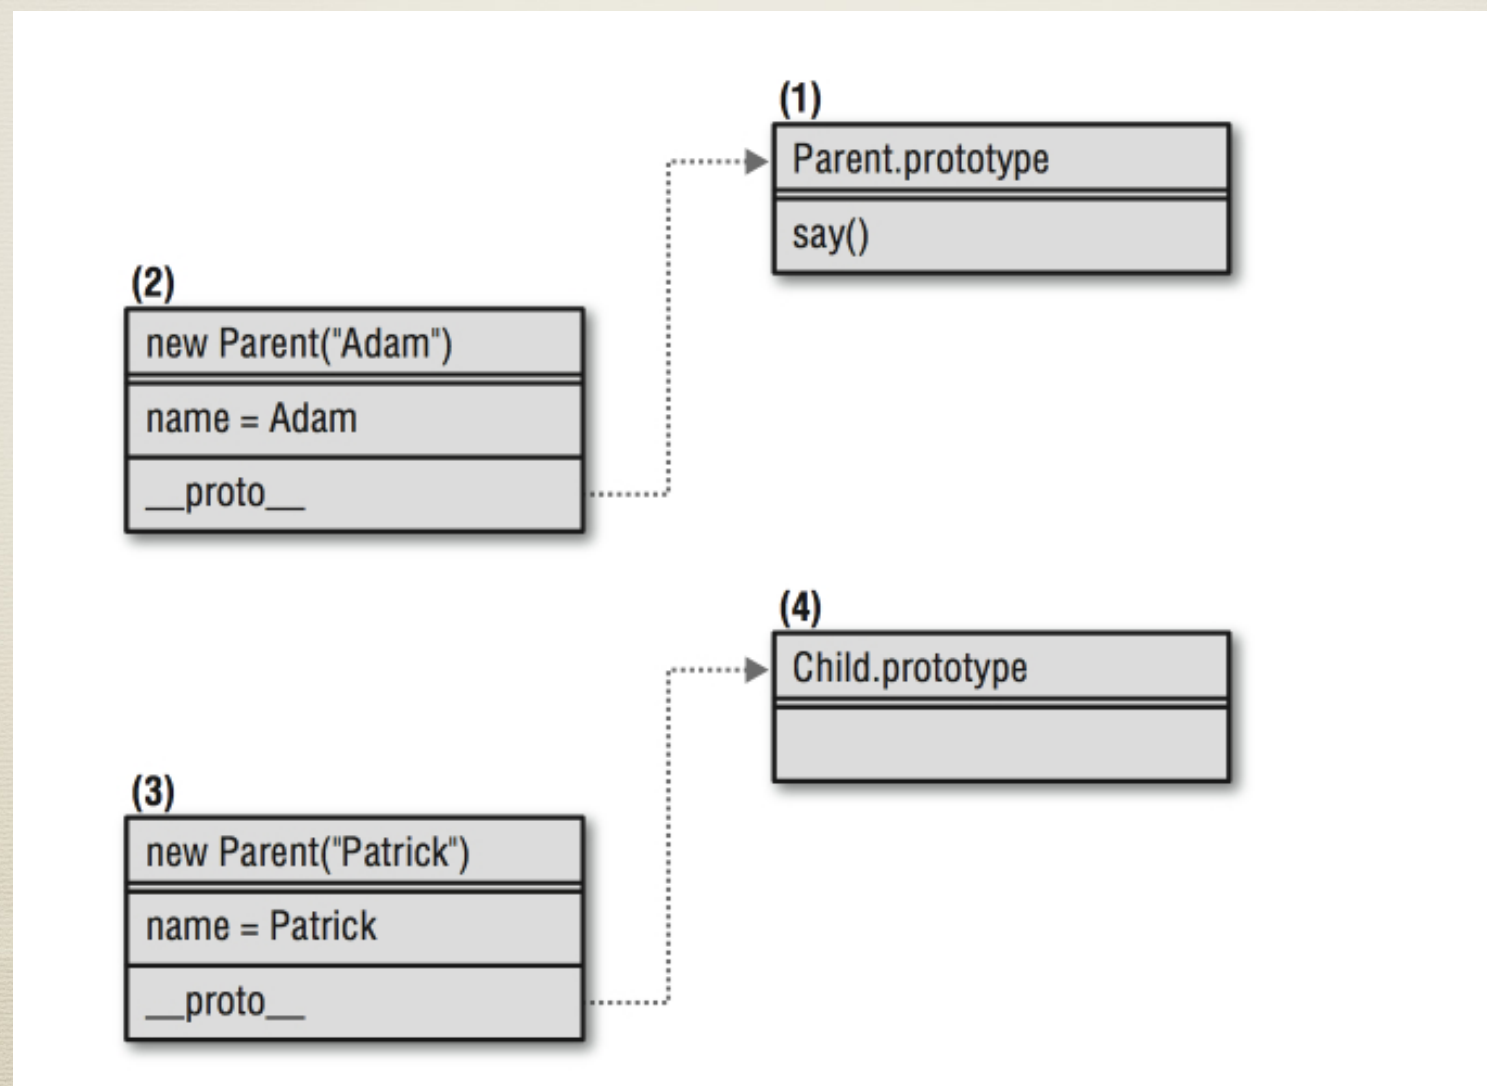 (1)
Parent.prototype
say()
(2)
new Parent("Adam")
name = Adam
__proto__
(4)
Child.prototype
(3)
new Parent("Patrick")
name = Patrick
__proto__